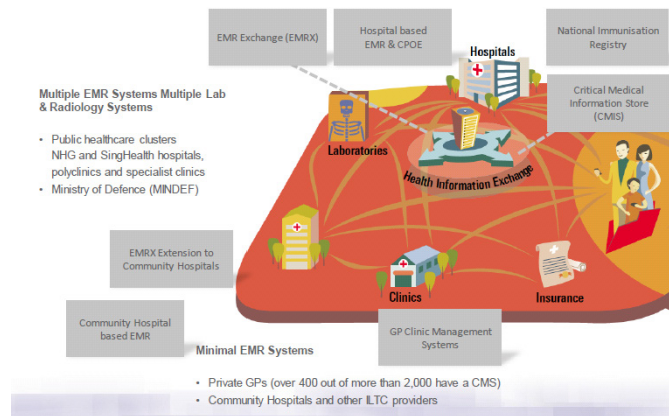 EMR Exchange (EMRX)
Hospital based
EMR & CPOE
National Immunisation
Registry
Hospitals
Critical Medical
Information Store
(CMIS)
Multiple EMR Systems Multiple Lab
& Radiology Systems
• Public healthcare clusters
NHG and SingHealth hospitals,
polyclinics and specialist clinics
• Ministry of Defence (MINDEF)
Laboratories
Health Information Exchange
EMRX Extension to
Community Hospitals
Clinics
Insurance
Community Hospital
based EMR
GP Clinic Management
Systems
Minimal EMR Systems
• Private GPs (over 400 out of more than 2,000 have a CMS)
• Community Hospitals and other ILTC providers